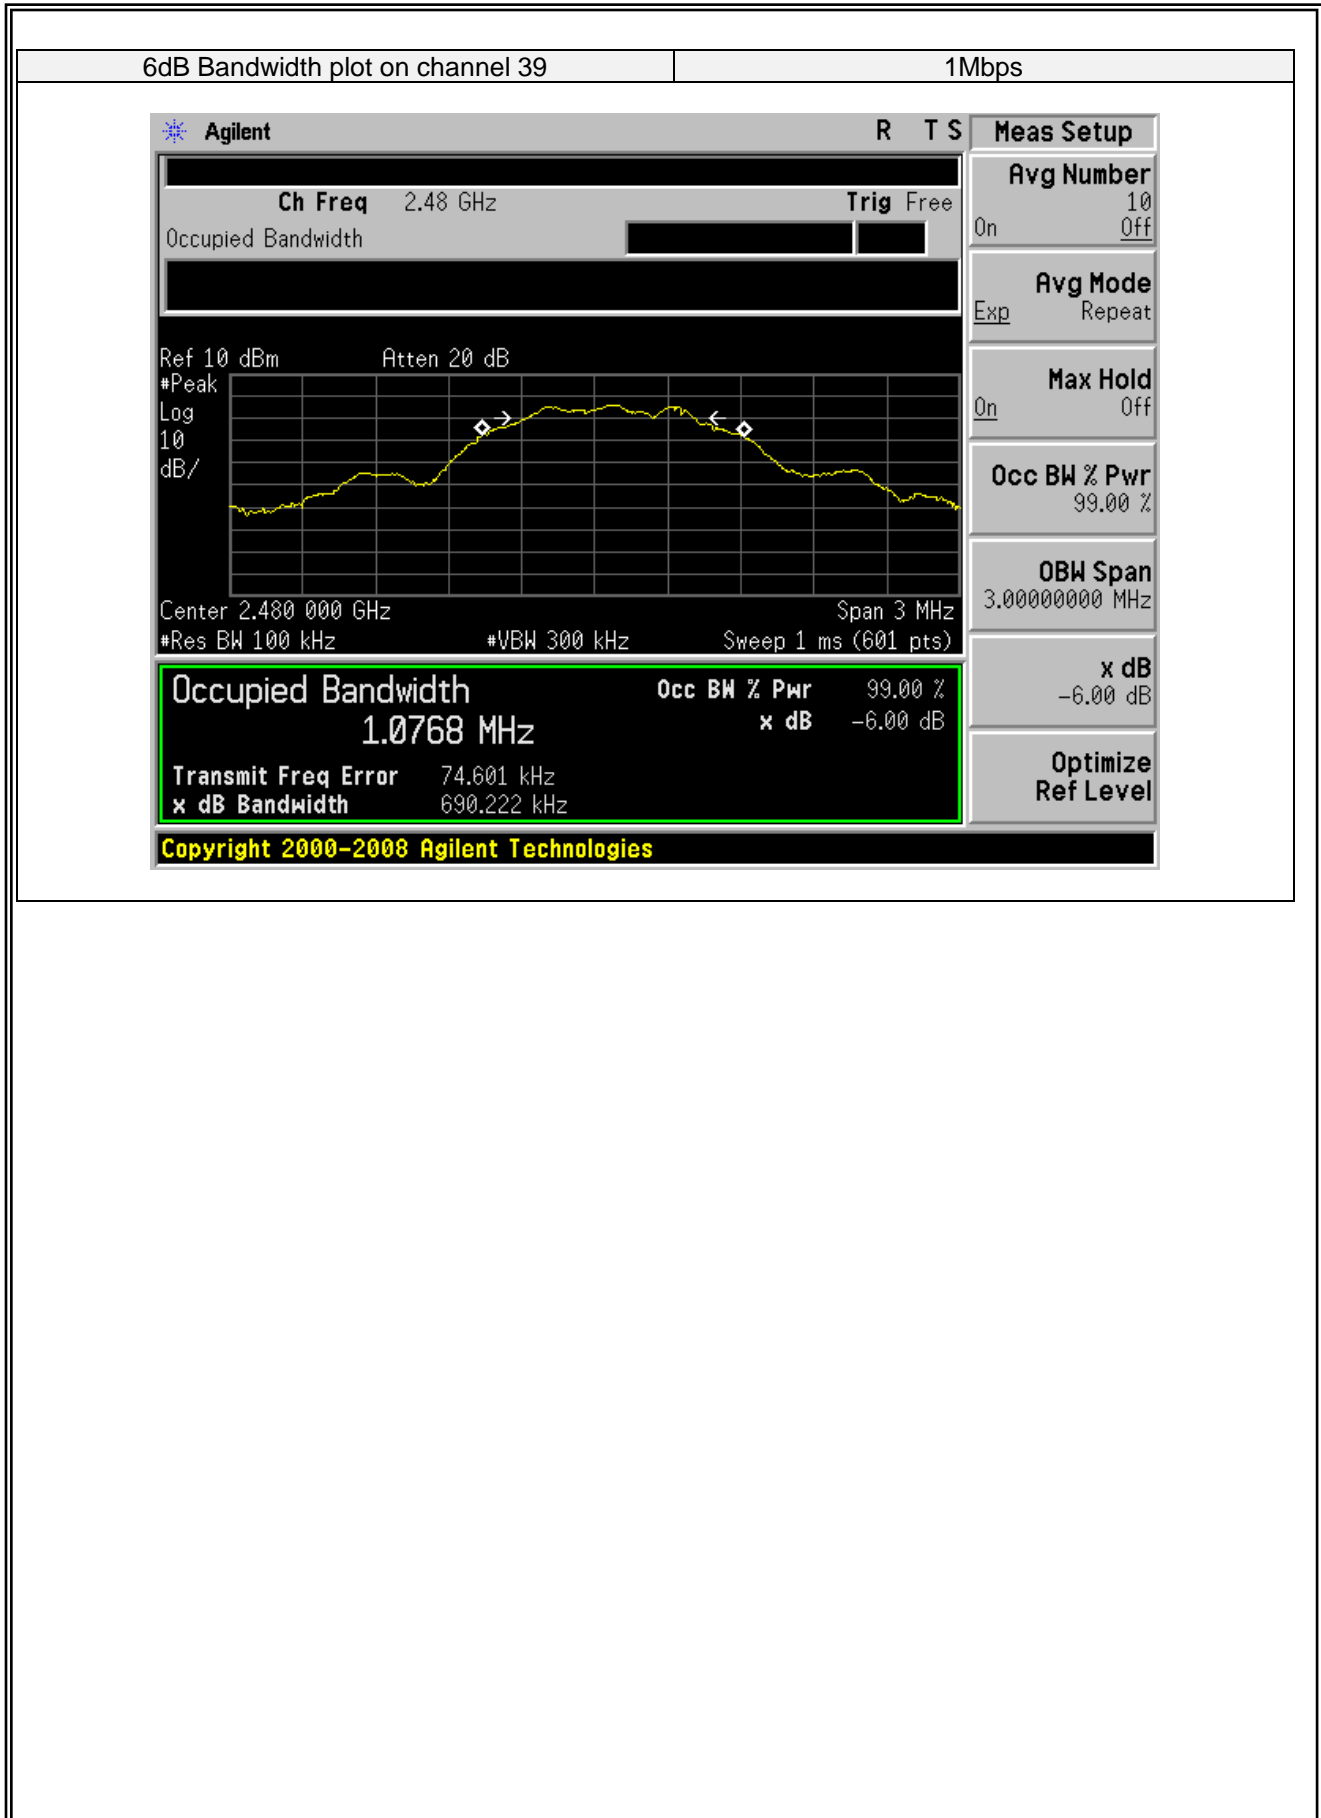 6dB Bandwidth plot on channel 39 1Mbps
Agilent R T S Meas Setup
Ch Freq 2.48 GHz Trig Free
Occupied Bandwidth
Avg Number
10
On Off
Avg Mode
Exp Repeat
Max Hold
On Off
Occ BW % Pwr
99.00 %
OBW Span
3.00000000 MHz
x dB
-6.00 dB
Optimize
Ref Level
Ref 10 dBm Atten 20 dB
#Peak
Log
10
dB/
Center 2.480 000 GHz Span 3 MHz
#Res BW 100 kHz #VBW 300 kHz Sweep 1 ms (601 pts)
Occupied Bandwidth Occ BW % Pwr 99.00 %
1.0768 MHz x dB -6.00 dB
Transmit Freq Error 74.601 kHz
x dB Bandwidth 690.222 kHz
Copyright 2000-2008 Agilent Technologies